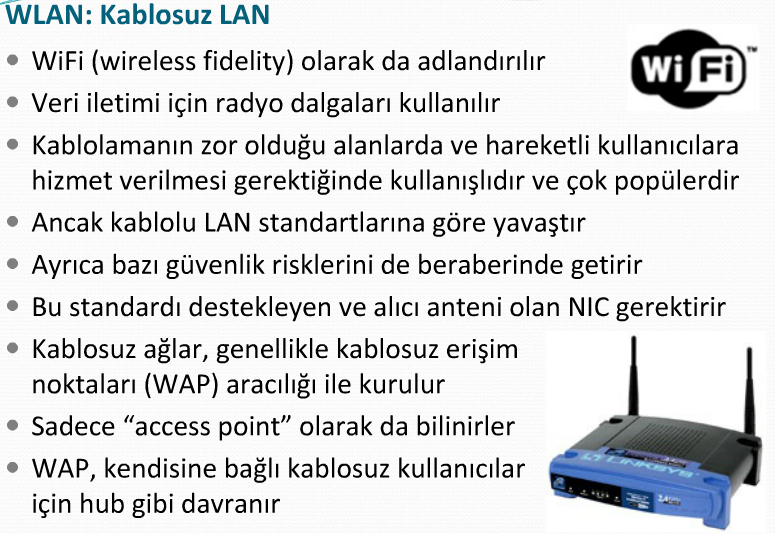 WLAN: Kablosuz LAN
WiFi (wireless fidelity) olarak da adlandırılır
Wi Fi ™
Veri iletimi için radyo dalgaları kullanılır
Kablolamanın zor olduğu alanlarda ve hareketli kullanıcılara
hizmet verilmesi gerektiğinde kullanışlıdır ve çok popülerdir
Ancak kablolu LAN standartlarına göre yavaştır
Ayrıca bazı güvenlik risklerini de beraberinde getirir
Bu standardı destekleyen ve alıcı anteni olan NIC gerektirir
Kablosuz ağlar, genellikle kablosuz erişim
noktaları (WAP) aracılığı ile kurulur
Sadece “access point” olarak da bilinirler
WAP, kendisine bağlı kablosuz kullanıcılar
için hub gibi davranır
LINKSYS